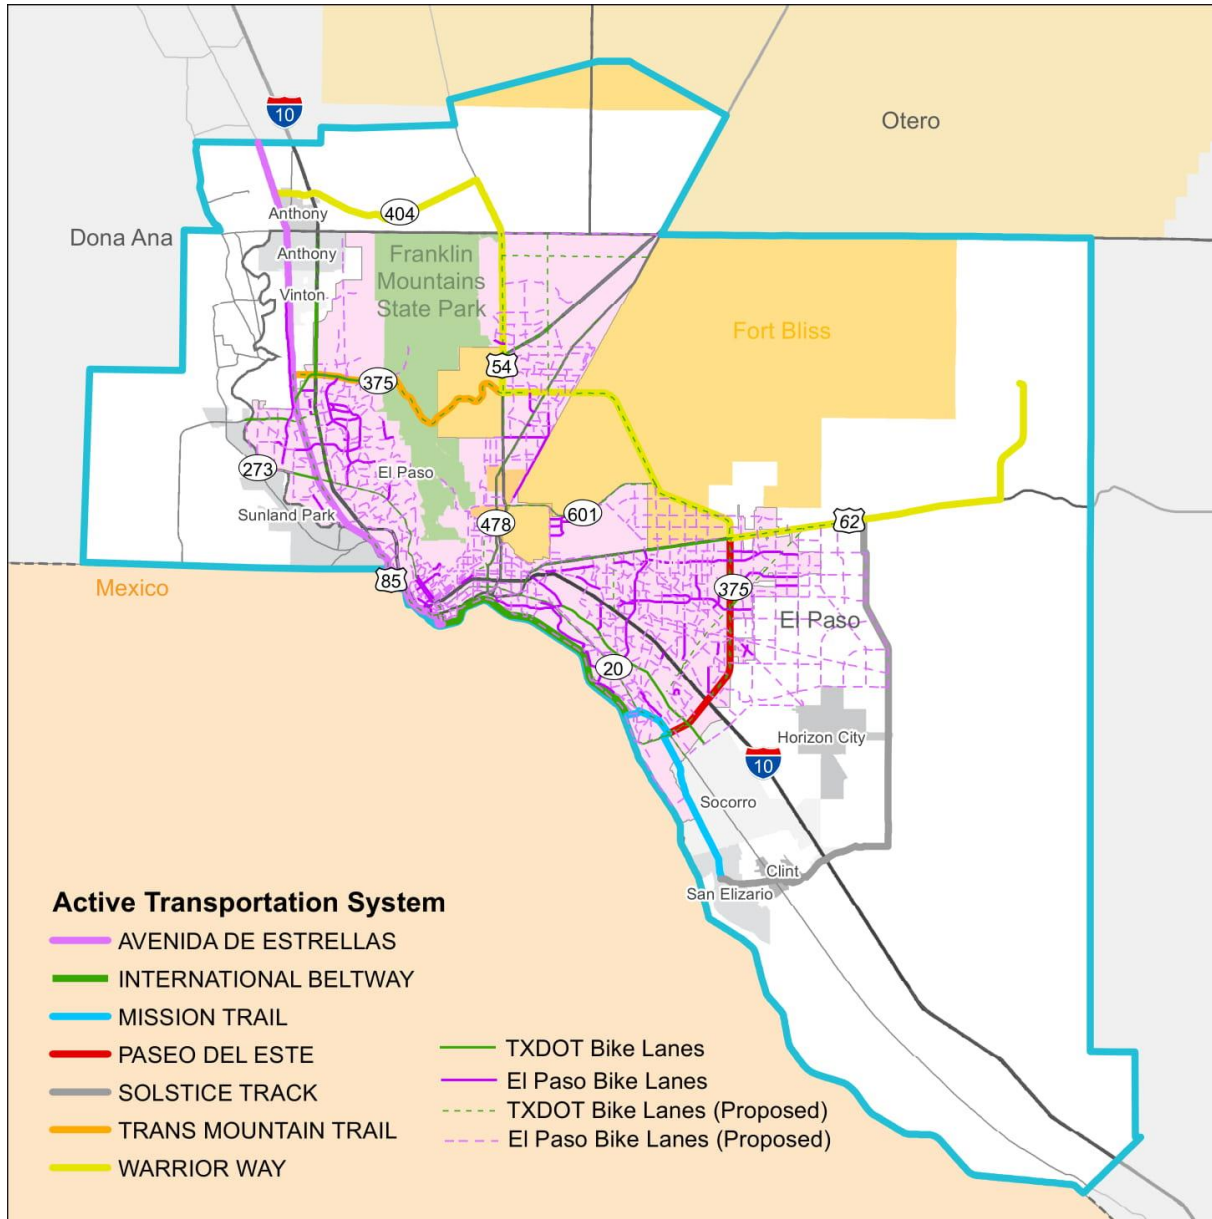 10
Otero
Anthony
404
Dona Ana
Anthony
Franklin
Mountains
State Park
Vinton
Fort Bliss
54
375
273
El Paso
Sunland Park
478
601
62
85
Mexico
375
El Paso
20
Horizon City
10
Socorro
Clint
San Elizario
Active Transportation System
AVENIDA DE ESTRELLAS
INTERNATIONAL BELTWAY
MISSION TRAIL
PASEO DEL ESTE
SOLSTICE TRACK
TRANS MOUNTAIN TRAIL
WARRIOR WAY
TXDOT Bike Lanes
El Paso Bike Lanes
TXDOT Bike Lanes (Proposed)
El Paso Bike Lanes (Proposed)